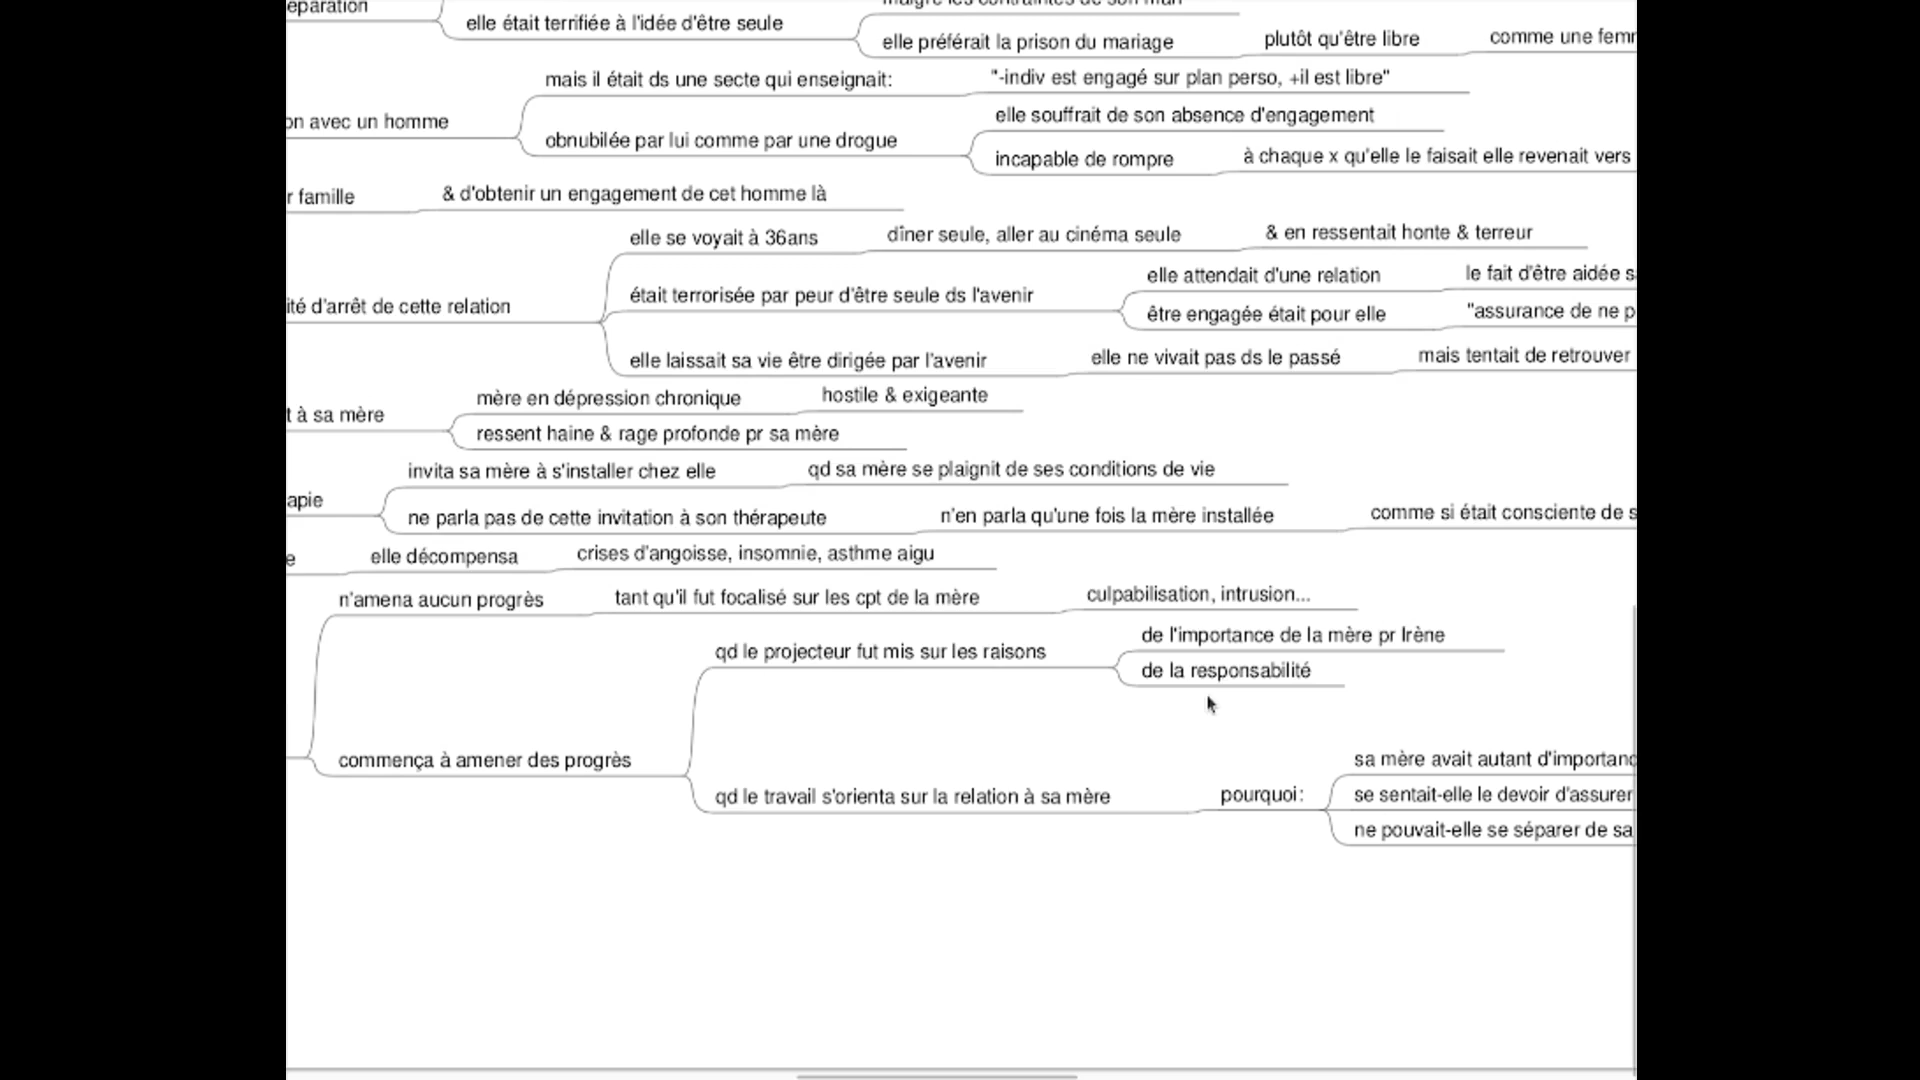 elle était terrifiée à l'idée d'être seule
elle préférait la prison du mariage
plutôt qu'être libre
comme une
mais il était ds une secte qui enseignait:
"-indiv est engagé sur plan perso, +il est libre"
avec un homme
obnubilée par lui comme par une drogue
elle souffrait de son absence d'engagement
incapable de rompre
à chaque x qu'elle le faisait elle revenait vers
famille
& d'obtenir un engagement de cet homme là
d'arrêt de cette relation
elle se voyait à 36ans
dîner seule, aller au cinéma seule
& en ressentait honte & terreur
était terrorisée par peur d'être seule ds l'avenir
elle attendait d'une relation
le fait d'être aidée
être engagée était pour elle
"assurance de ne
elle laissait sa vie être dirigée par l'avenir
elle ne vivait pas ds le passé
mais tentait de retrouver
à sa mère
mère en dépression chronique
hostile & exigeante
ressent haine & rage profonde pr sa mère
invita sa mère à s'installer chez elle
qd sa mère se plaignit de ses conditions de vie
ne parla pas de cette invitation à son thérapeute
n'en parla qu'une fois la mère installée
comme si était consciente de
elle décompensa
crises d'angoisse, insomnie, asthme aigu
n'amena aucun progrès
tant qu'il fut focalisé sur les cpt de la mère
culpabilisation, intrusion...
commença à amener des progrès
qd le projecteur fut mis sur les raisons
de l'importance de la mère pr Irène
de la responsabilité
qd le travail s'orienta sur la relation à sa mère
pourquoi:
sa mère avait autant
se sentait-elle le devoir d'assurer
ne pouvait-elle se séparer de sa